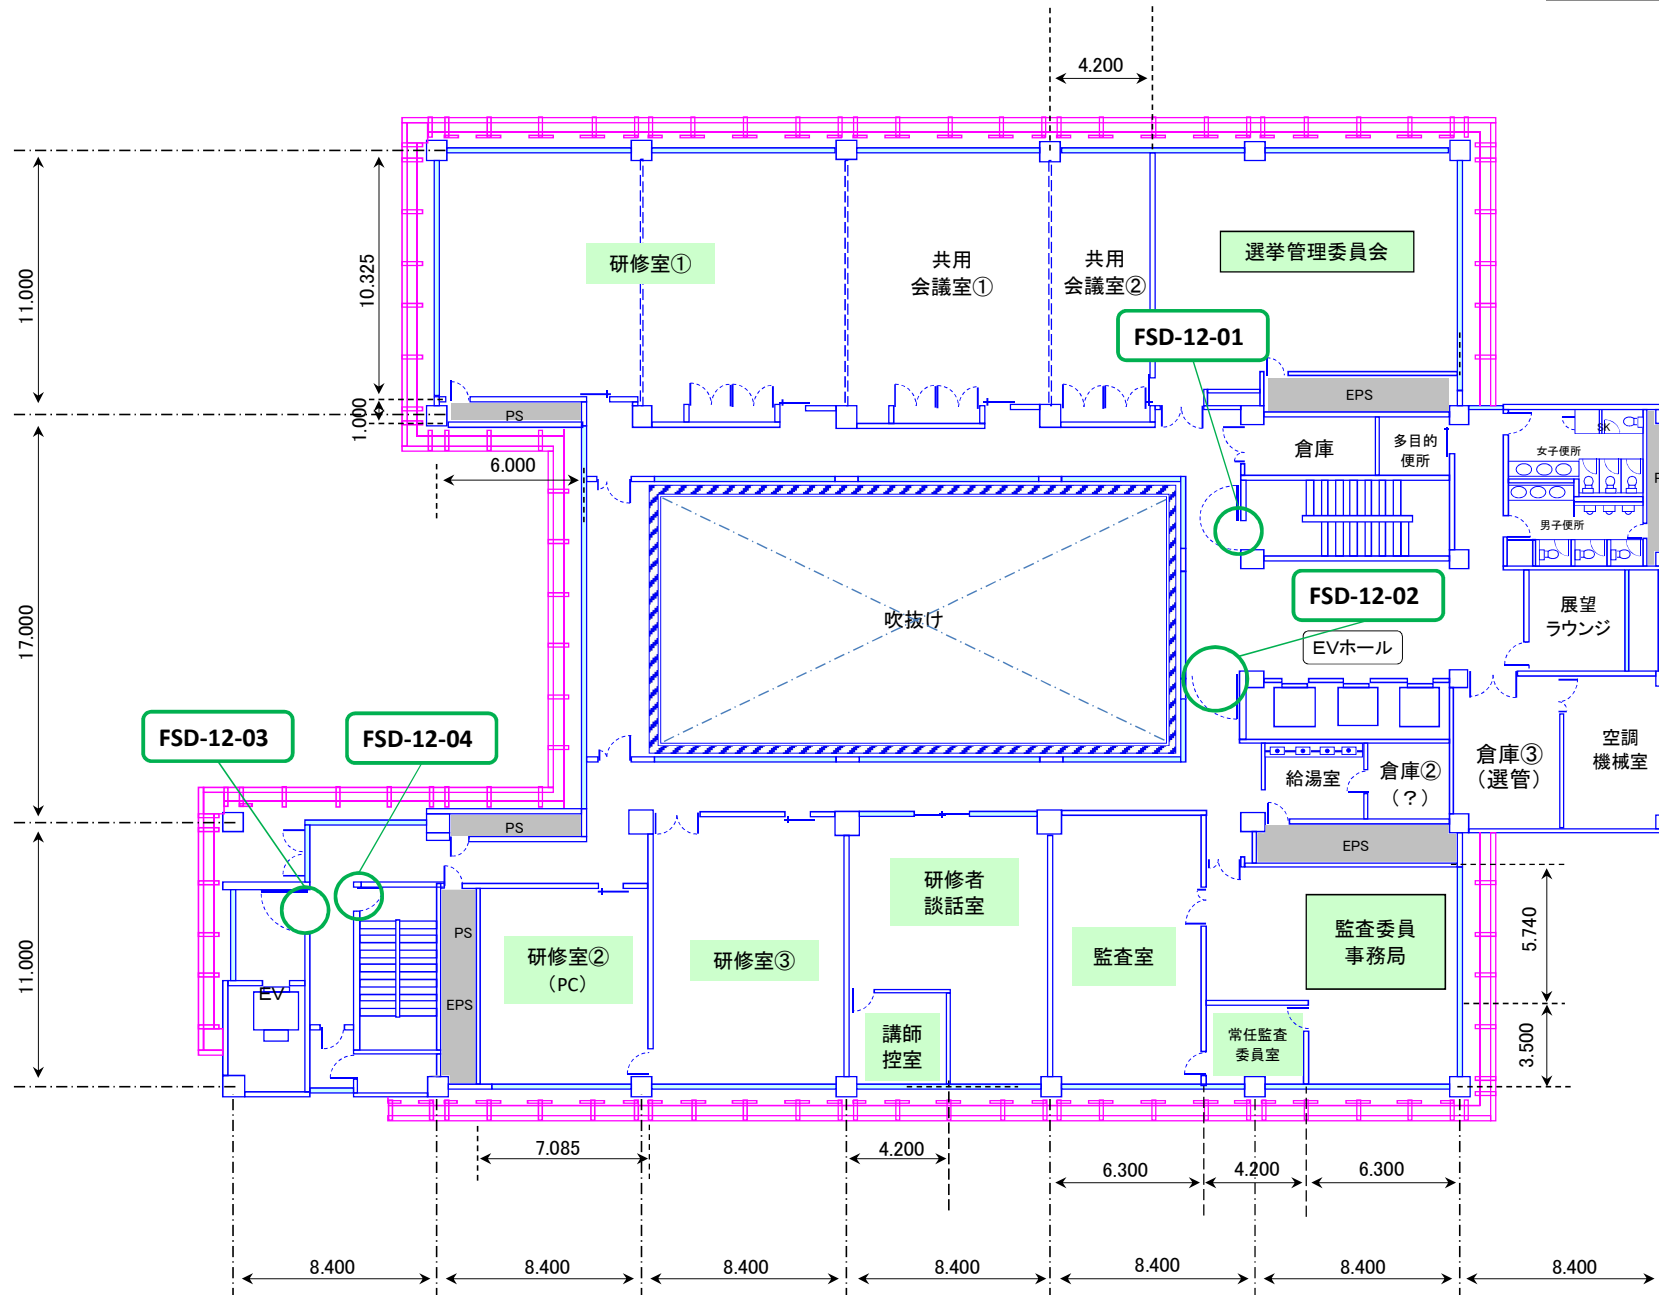 4.200
11.000
10.325
1.000
研修室①
共用
会議室①
共用
会議室②
選挙管理委員会
FSD-12-01
PS
EPS
6.000
倉庫
多目的
便所
SK
女子便所
男子便所
17.000
吹抜け
FSD-12-02
EVホール
展望
ラウンジ
FSD-12-03
FSD-12-04
給湯室
倉庫②
（？）
倉庫③
（選管）
空調
機械室
PS
EPS
11.000
PS
EPS
EV
研修室②
（PC）
研修室③
研修者
談話室
講師
控室
監査室
監査委員
事務局
常任監査
委員室
5.740
3.500
7.085
4.200
6.300
4.200
6.300
8.400
8.400
8.400
8.400
8.400
8.400
8.400